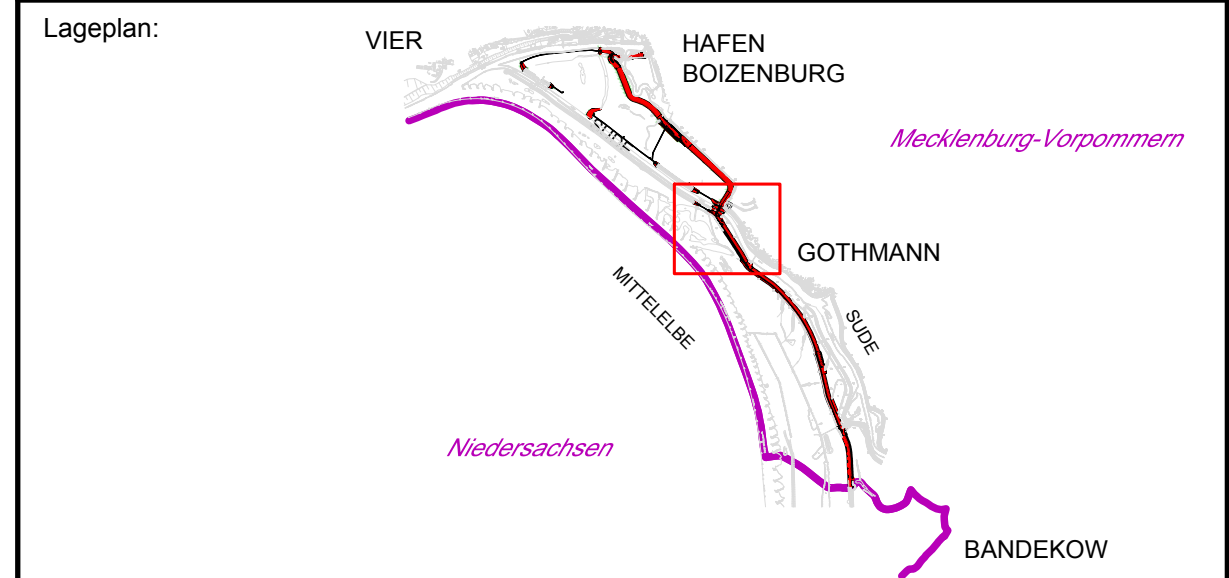 Lageplan:
VIER
HAFEN
BOIZENBURG
Mecklenburg-Vorpommern
SUDE
GOTHMANN
MITTELELBE
SUDE
Niedersachsen
BANDEKOW